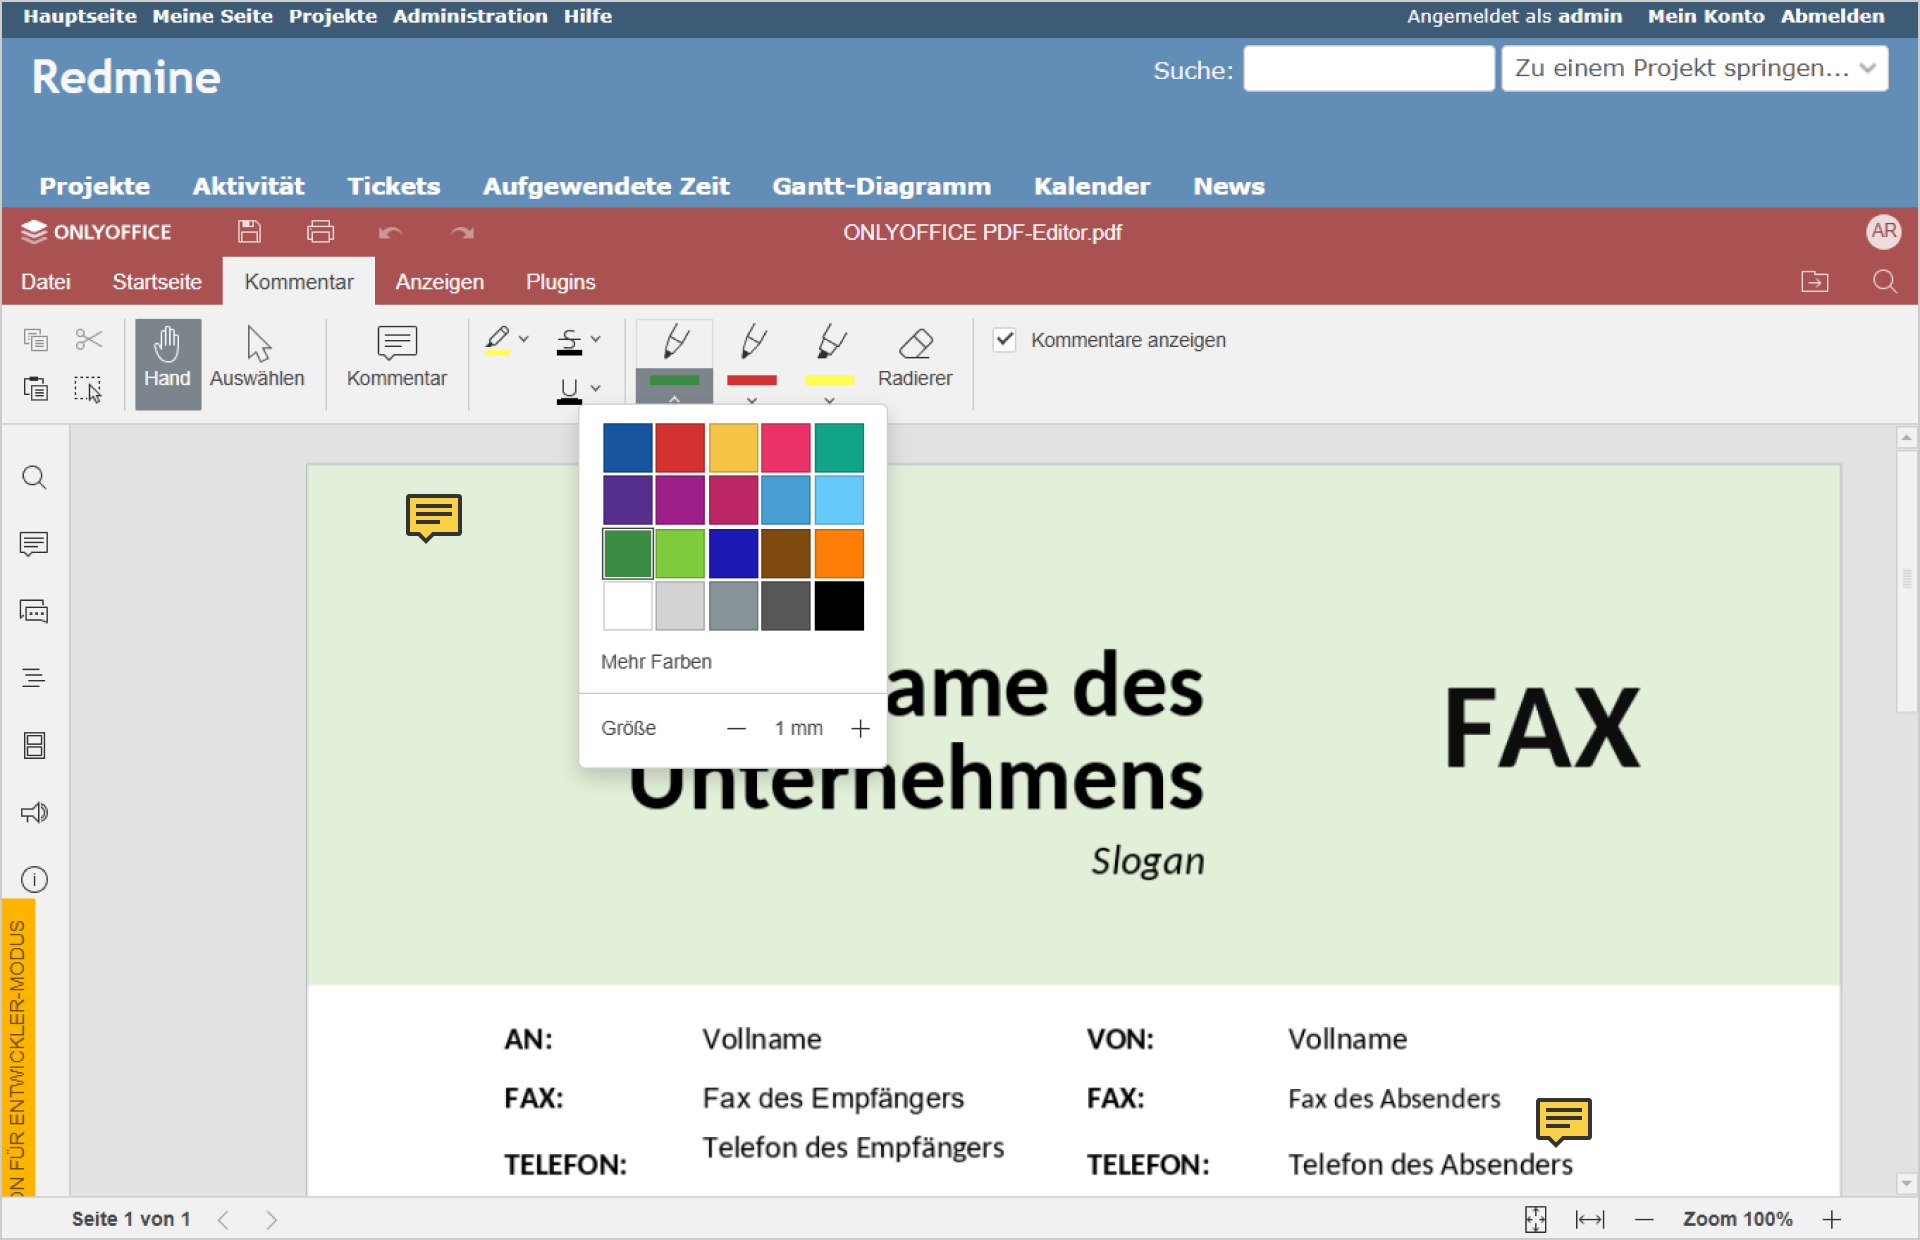 Hauptseite Meine Seite Projekte Administration Hilfe Angemeldet als admin Mein Konto Abmelden
Redmine Suche: Zu einem Projekt springen...
Projekte Aktivität Tickets Aufgewendete Zeit Gantt-Diagramm Kalender News
ONLYOFFICE ONLYOFFICE PDF-Editor.pdf AR
Datei Startseite Kommentar Anzeigen Plugins
Hand Auswählen Kommentar S U Radierer Kommentare anzeigen
Mehr Farben
Größe 1 mm
ame des
Unternehmens
FAX
Slogan
AN: Vollname VON: Vollname
FAX: Fax des Empfängers FAX: Fax des Absenders
TELEFON: Telefon des Empfängers TELEFON: Telefon des Absenders
FÜR ENTWICKLER-MODUS
Seite 1 von 1 Zoom 100%